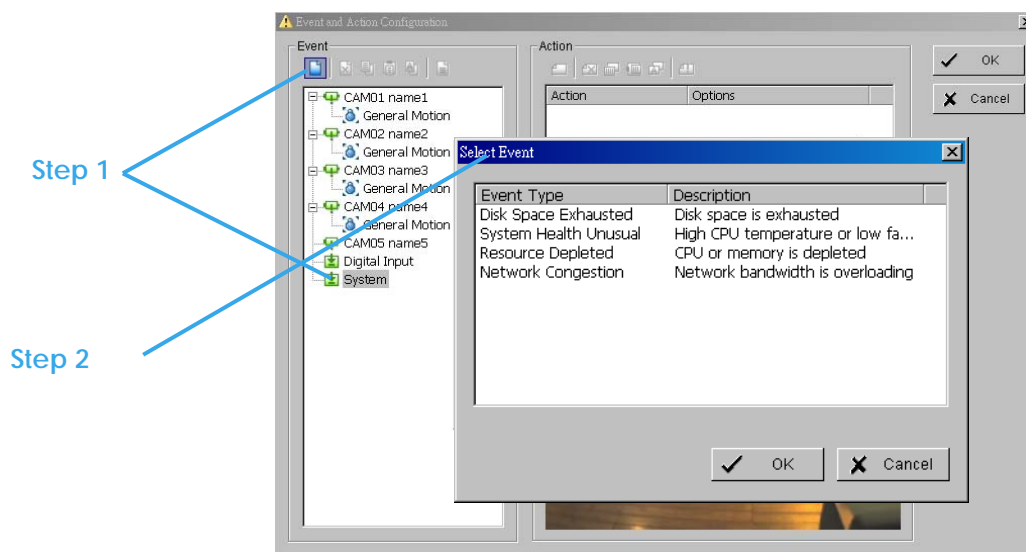 Event and Action Configuration
Event
Action
OK
Cancel
CAM01 name1
General Motion
CAM02 name2
General Motion
CAM03 name3
General Motion
CAM04 name4
General Motion
CAM05 name5
Digital Input
System
Action Options
Select Event
Event Type Description
Disk Space Exhausted Disk space is exhausted
System Health Unusual High CPU temperature or low fa...
Resource Depleted CPU or memory is depleted
Network Congestion Network bandwidth is overloading
OK Cancel
Step 1
Step 2